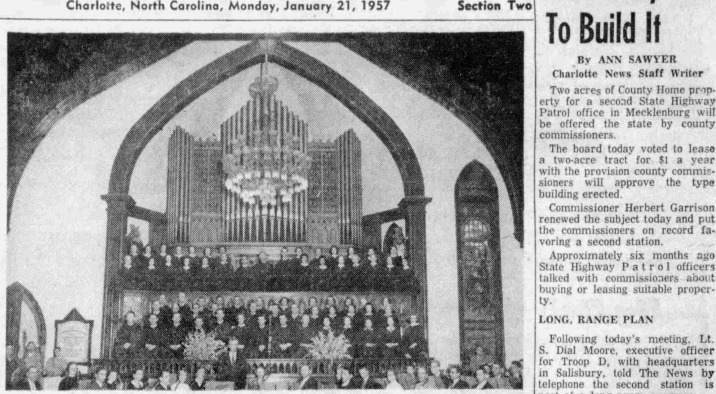 Charlotte, North Carolina, Monday, January 21, 1957
Section Two
To Build It
By ANN SAWYER
Charlotte News Staff Writer
Two acres of County Home prop-
erty for a second State Highway
Patrol office in Mecklenburg will
be offered the state by county
commissioners.
The board today voted to lease
a two-acre tract for $1 a year
with the provision county commis-
sioners will approve the type
building erected.
Commissioner Herbert Garrison
renewed the subject today and put
the commissioners on record fa-
voring a second station.
Approximately six months ago
State Highway Patrol officers
talked with commissioners about
buying or leasing suitable proper-
ty.
LONG, RANGE PLAN
Following today's meeting, Lt.
S. Dial Moore, executive officer
for Troop D, with headquarters
in Salisbury, told The News by
telephone the second station is